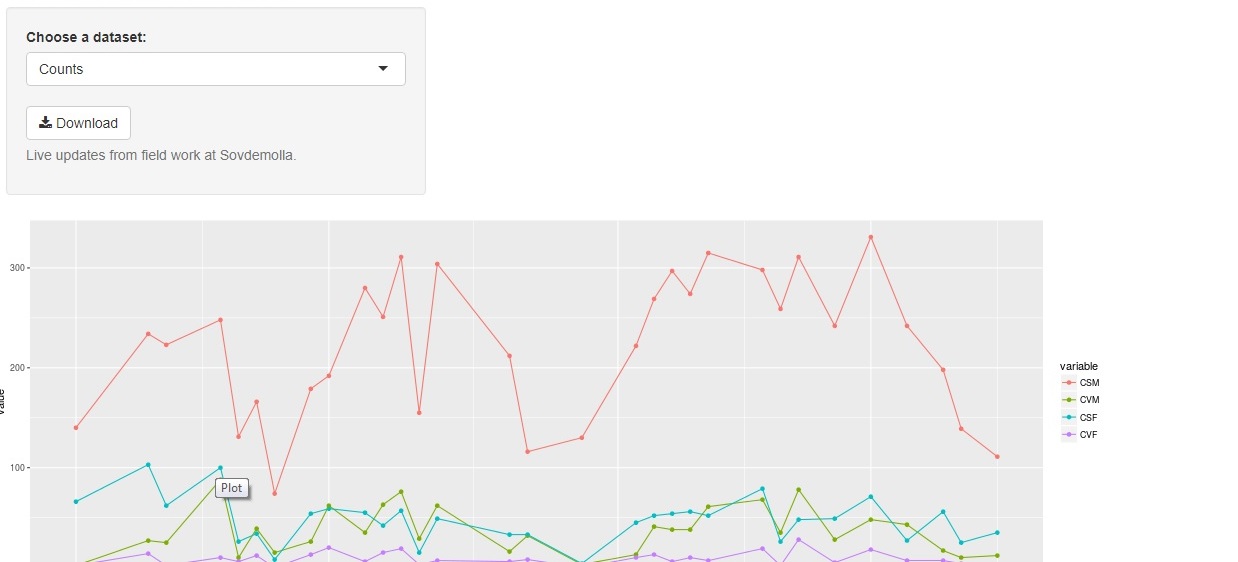 Choose a dataset:
Counts
Download
Live updates from field work at Sovdemolla.
300
200
100
value
Plot
variable
CSM
CVM
CSF
CVF